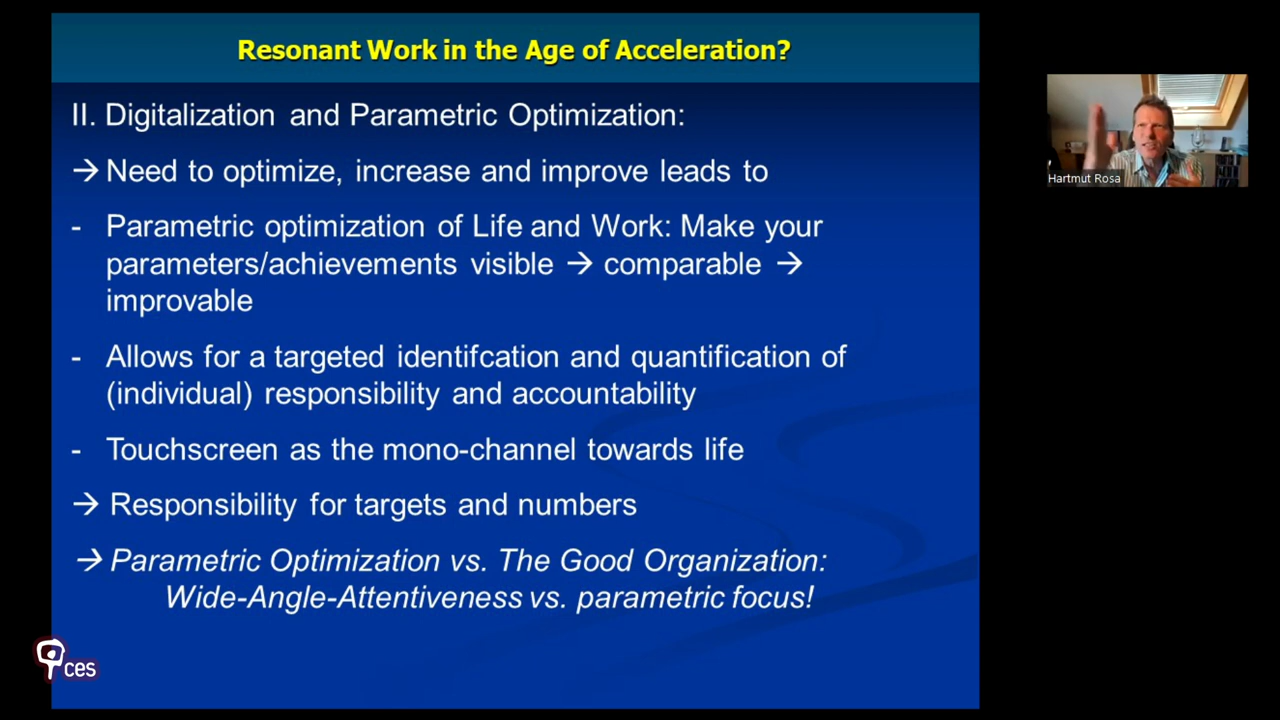 Resonant Work in the Age of Acceleration?
II. Digitalization and Parametric Optimization:
→ Need to optimize, increase and improve leads to
- Parametric optimization of Life and Work: Make your
parameters/achievements visible → comparable →
improvable
- Allows for a targeted identifcation and quantification of
(individual) responsibility and accountability
- Touchscreen as the mono-channel towards life
→ Responsibility for targets and numbers
→ Parametric Optimization vs. The Good Organization:
Wide-Angle-Attentiveness vs. parametric focus!
Hartmut Rosa
ces